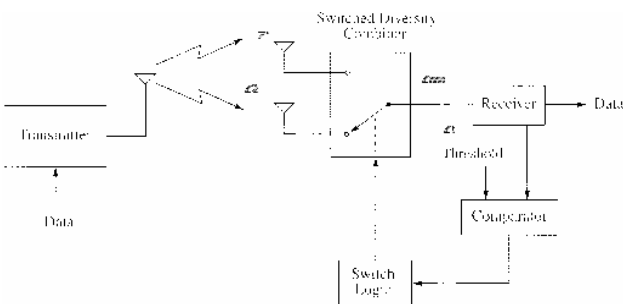 Switched Diversity
Combiner
Transmitter
Receiver
Data
Threshold
Comparator
Data
Switch
Logic